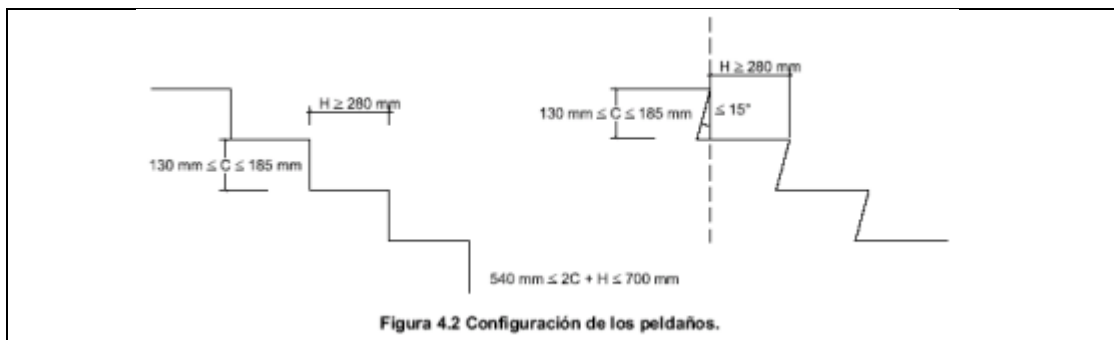 H ≥ 280 mm
130 mm ≤ C ≤ 185 mm
H ≥ 280 mm
130 mm ≤ C ≤ 185 mm
≤ 15°
540 mm ≤ 2C + H ≤ 700 mm
Figura 4.2 Configuración de los peldaños.